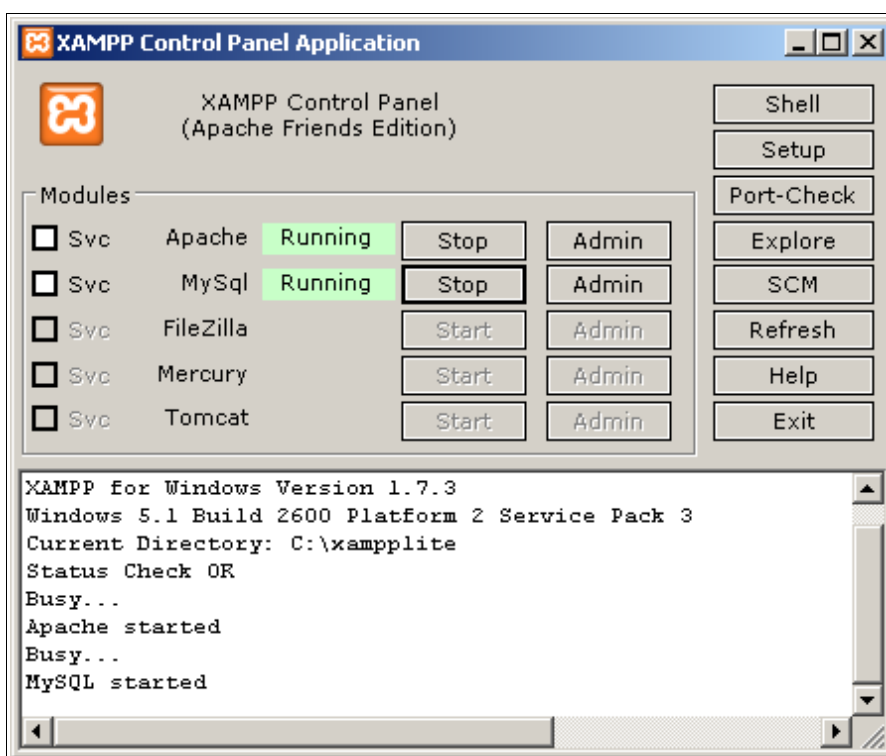 XAMPP Control Panel Application
XAMPP Control Panel
(Apache Friends Edition)
Shell
Setup
Port-Check
Explore
SCM
Refresh
Help
Exit
Modules
Svc Apache Running Stop Admin
Svc MySql Running Stop Admin
Svc FileZilla Start Admin
Svc Mercury Start Admin
Svc Tomcat Start Admin
XAMPP for Windows Version 1.7.3
Windows 5.1 Build 2600 Platform 2 Service Pack 3
Current Directory: C:\xampplite
Status Check OK
Busy...
Apache started
Busy...
MySQL started